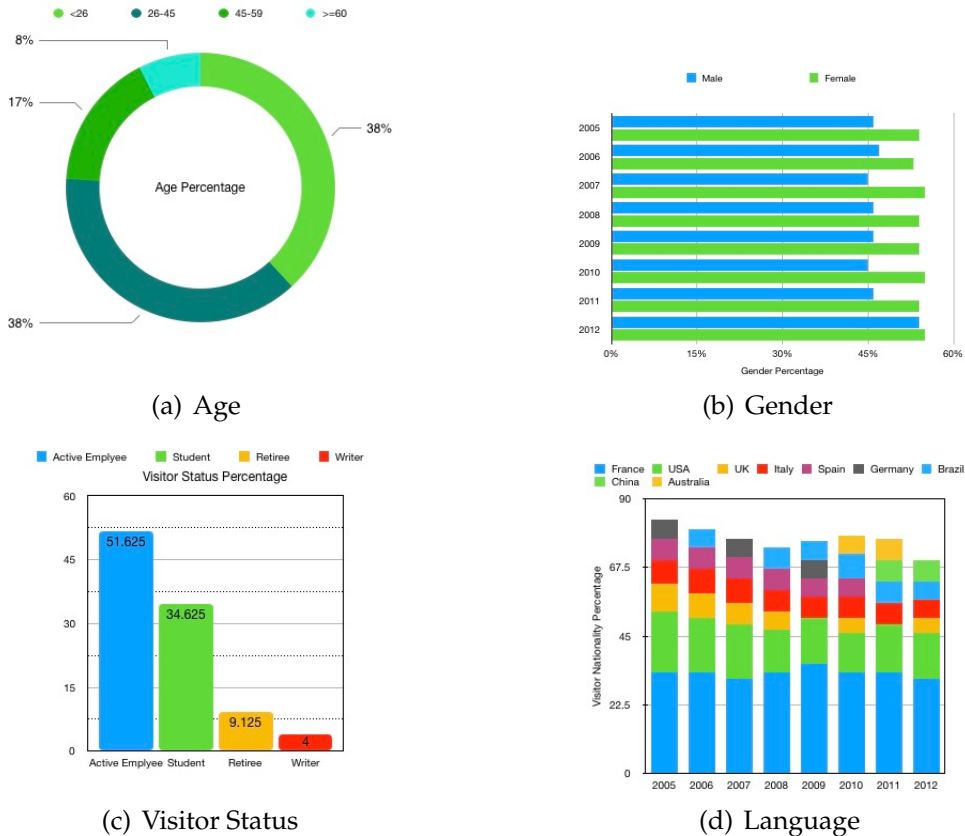 <26 26-45 45-59 >=60
8%
17%
38%
Age Percentage
38%
(a) Age
Male Female
2005
2006
2007
2008
2009
2010
2011
2012
0% 15% 30% 45% 60%
Gender Percentage
(b) Gender
Active Emplyee Student Retiree Writer
Visitor Status Percentage
60
45
30
15
0
51.625
34.625
9.125
4
Active Emplyee Student Retiree Writer
(c) Visitor Status
France USA UK Italy Spain Germany Brazil
China Australia
90
67.5
45
22.5
0
Visitor Nationality Percentage
2005 2006 2007 2008 2009 2010 2011 2012
(d) Language